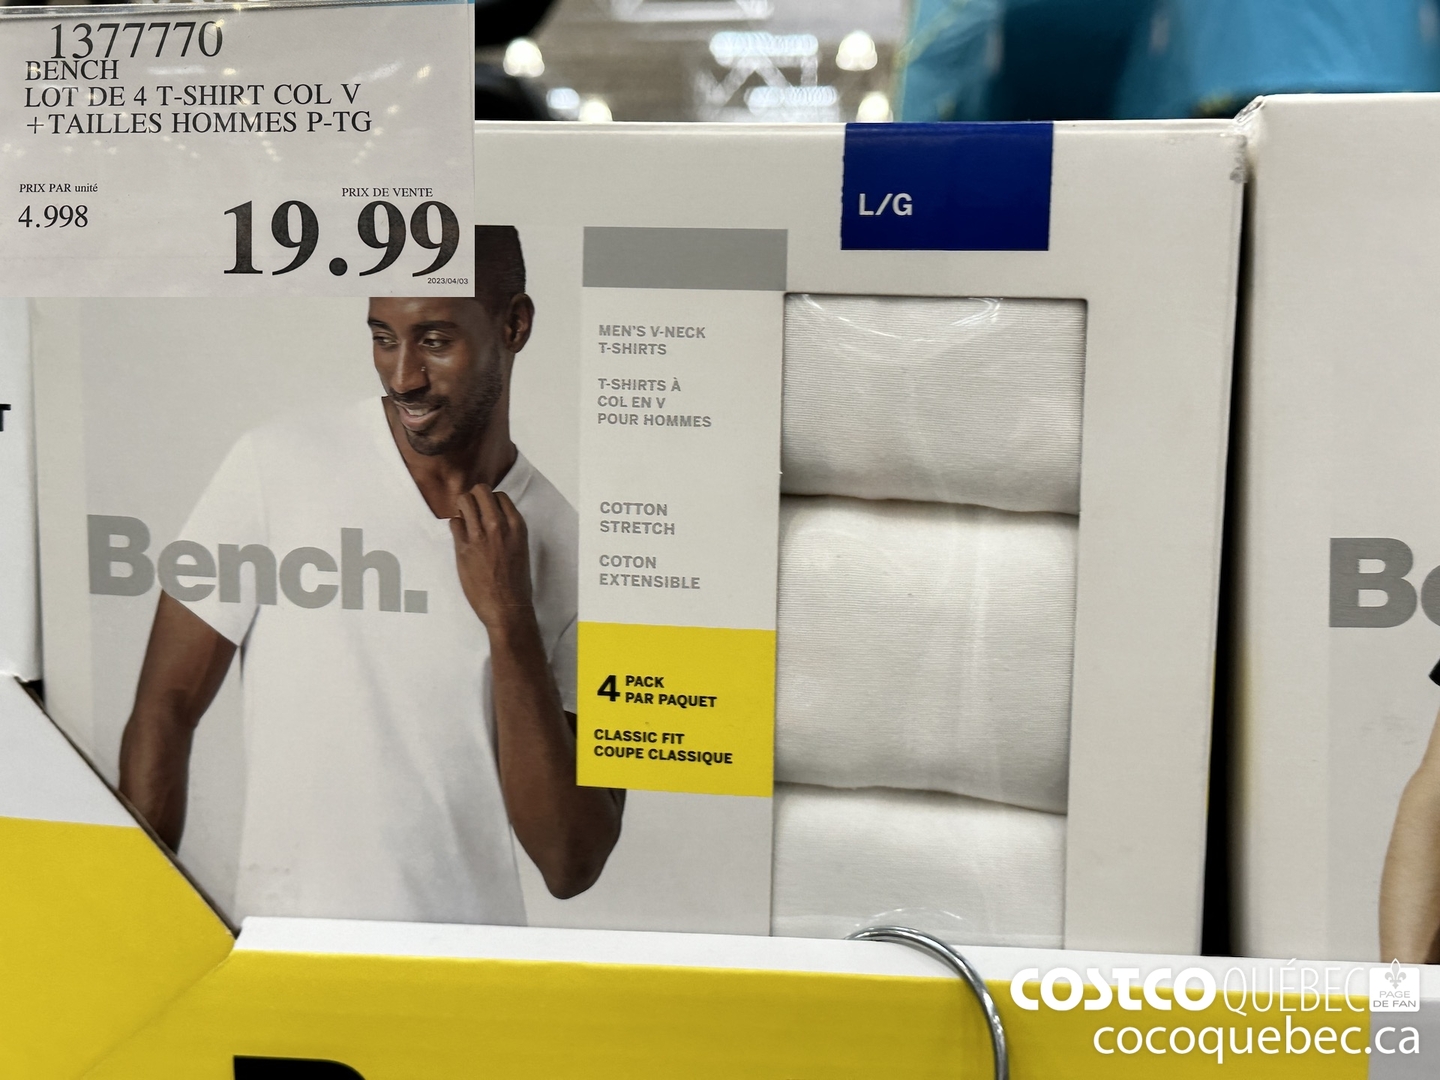 1377770
BENCH
LOT DE 4 T-SHIRT COL V
+TAILLES HOMMES P-TG
PRIX PAR unité
4.998
PRIX DE VENTE
19.99
2023/04/03
L/G
MEN'S V-NECK
T-SHIRTS
T-SHIRTS À
COL EN V
POUR HOMMES
COTTON
STRETCH
COTON
EXTENSIBLE
4 PACK
PAR PAQUET
CLASSIC FIT
COUPE CLASSIQUE
Bench.
COSTCO QUÉBEC
PAGE
DE FAN
cocoquebec.ca